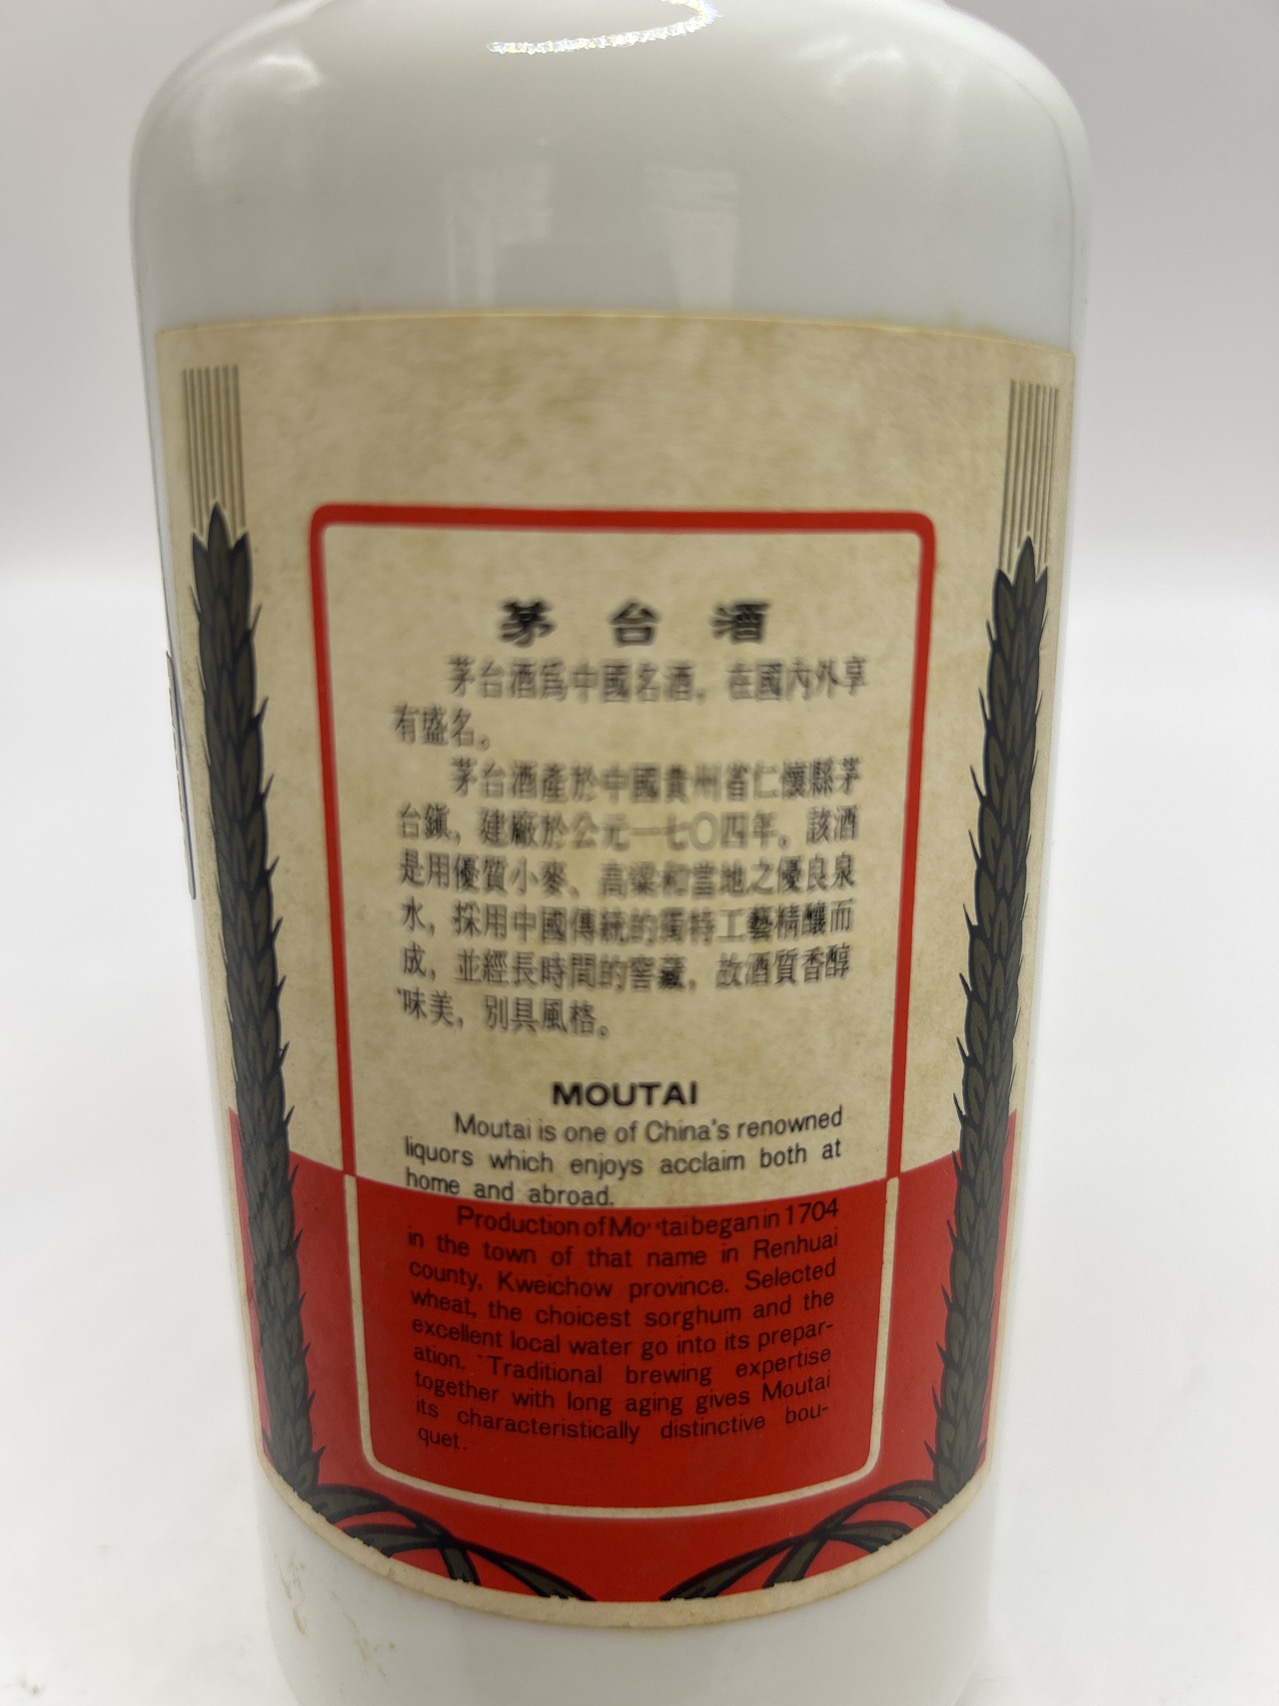 茅台酒
茅台酒爲中國名酒，在國內外享
有盛名。
茅台酒產於中國貴州省仁懷縣茅
台鎮，建廠於公元一七〇四年。該酒
是用優質小麥、高粱和當地之優良泉
水，採用中國傳統的獨特工藝精釀而
成，並經長時間的窖藏，故酒質香醇
味美，別具風格。
MOUTAI
Moutai is one of China's renowned
liquors which enjoys acclaim both at
home and abroad.
Production of Moutai began in 1704
in the town of that name in Renhuai
county, Kweichow province. Selected
wheat, the choicest sorghum and the
excellent local water go into its prepar-
ation. Traditional brewing expertise
together with long aging gives Moutai
its characteristically distinctive bou-
quet.